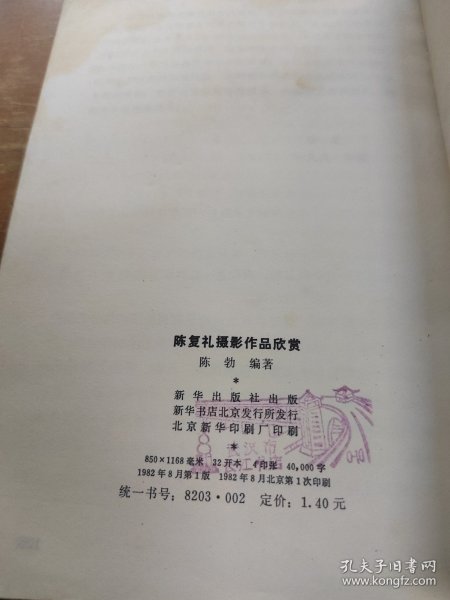 陈复礼摄影作品欣赏
陈 勃 编著
*
新华出版社出版
新华书店北京发行所发行
北京新华印刷厂印刷
*
850×1168毫米 32开本 4印张 40,000字
1982年8月第1版 1982年8月北京第1次印刷
统一书号：8203·002 定价：1.40元
孔夫子旧书网
www.kongfz.com